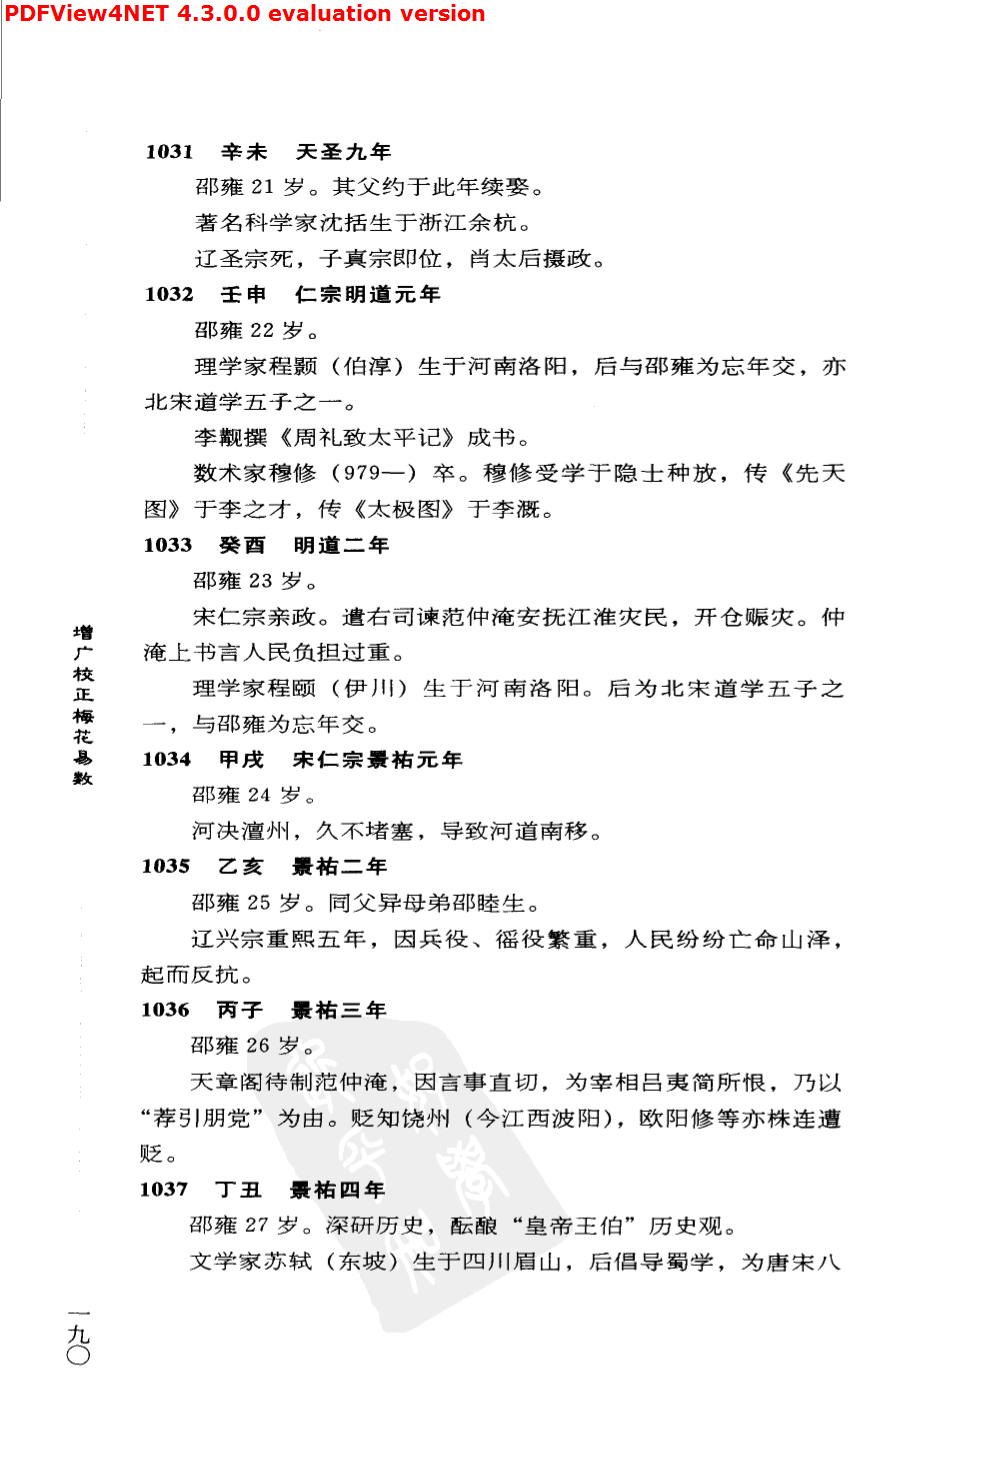 PDFView4NET 4.3.0.0 evaluation version
1031 辛未 天圣九年
邵雍 21 岁。其父约于此年续娶。
著名科学家沈括生于浙江余杭。
辽圣宗死，子真宗即位，肖太后摄政。
1032 壬申 仁宗明道元年
邵雍 22 岁。
理学家程颢（伯淳）生于河南洛阳，后与邵雍为忘年交，亦
北宋道学五子之一。
李觏撰《周礼致太平记》成书。
数术家穆修（979—）卒。穆修受学于隐士种放，传《先天
图》于李之才，传《太极图》于李溉。
1033 癸酉 明道二年
邵雍 23 岁。
宋仁宗亲政。遣右司谏范仲淹安抚江淮灾民，开仓赈灾。仲
淹上书言人民负担过重。
理学家程颐（伊川）生于河南洛阳。后为北宋道学五子之
一，与邵雍为忘年交。
1034 甲戌 宋仁宗景祐元年
邵雍 24 岁。
河决澶州，久不堵塞，导致河道南移。
1035 乙亥 景祐二年
邵雍 25 岁。同父异母弟邵睦生。
辽兴宗重熙五年，因兵役、徭役繁重，人民纷纷亡命山泽，
起而反抗。
1036 丙子 景祐三年
邵雍 26 岁。
天章阁待制范仲淹，因言事直切，为宰相吕夷简所恨，乃以
“荐引朋党”为由。贬知饶州（今江西波阳），欧阳修等亦株连遭
贬。
1037 丁丑 景祐四年
邵雍 27 岁。深研历史，酝酿“皇帝王伯”历史观。
文学家苏轼（东坡）生于四川眉山，后倡导蜀学，为唐宋八
增广校正梅花易数
一九〇